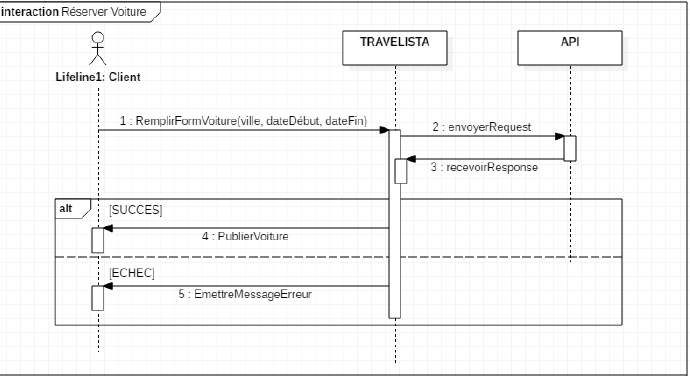 interaction Réserver Voiture
TRAVELISTA
API
Lifeline1: Client
1 : RemplirFormVoiture(ville, dateDébut, dateFin)
2 : envoyerRequest
3 : recevoirResponse
alt
[SUCCES]
4 : PublierVoiture
[ECHEC]
5 : EmettreMessageErreur